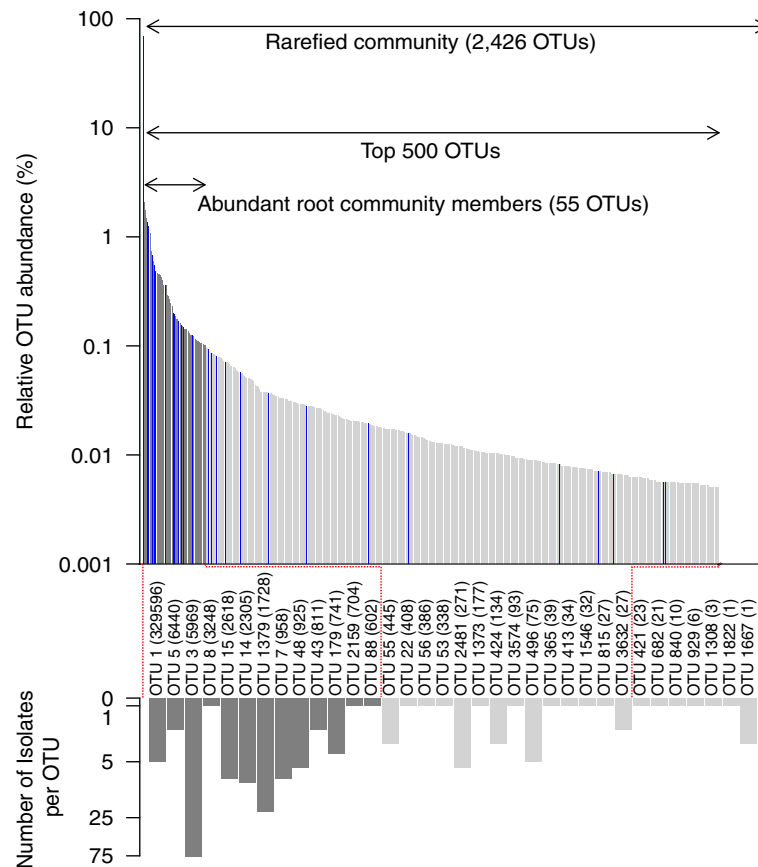 100
Rarefied community (2,426 OTUs)
10
Top 500 OTUs
Abundant root community members (55 OTUs)
1
0.1
0.01
0.001
Relative OTU abundance (%)
OTU 1 (329596)
OTU 5 (6440)
OTU 3 (5969)
OTU 8 (3248)
OTU 15 (2618)
OTU 14 (2305)
OTU 1379 (1728)
OTU 7 (958)
OTU 48 (925)
OTU 43 (811)
OTU 179 (741)
OTU 2159 (704)
OTU 88 (602)
OTU 55 (445)
OTU 22 (408)
OTU 56 (386)
OTU 53 (338)
OTU 2481 (271)
OTU 1373 (177)
OTU 424 (134)
OTU 3574 (93)
OTU 496 (75)
OTU 365 (39)
OTU 413 (34)
OTU 1546 (32)
OTU 815 (27)
OTU 3632 (27)
OTU 421 (23)
OTU 682 (21)
OTU 840 (10)
OTU 929 (6)
OTU 1308 (3)
OTU 1822 (1)
OTU 1667 (1)
0
1
5
25
75
Number of Isolates
per OTU